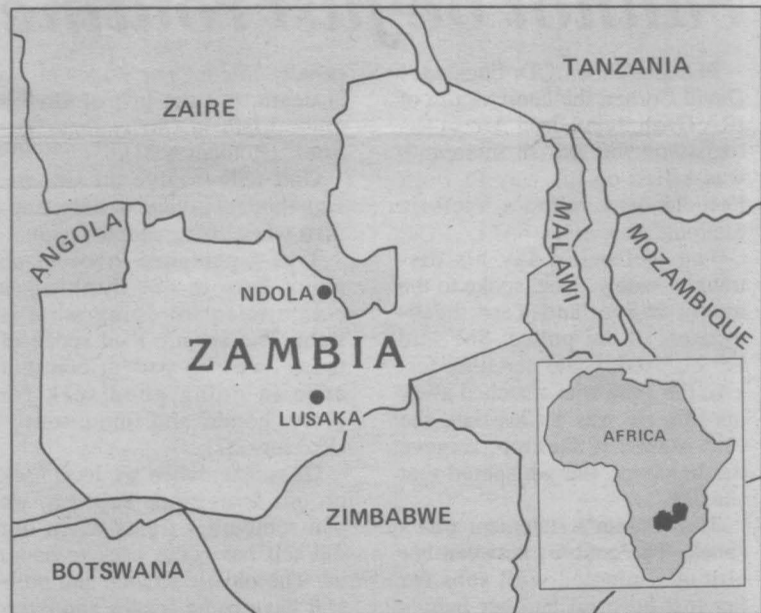 TANZANIA
ZAIRE
ANGOLA
MALAWI
MOZAMBIQUE
NDOLA
ZAMBIA
LUSAKA
AFRICA
ZIMBABWE
BOTSWANA